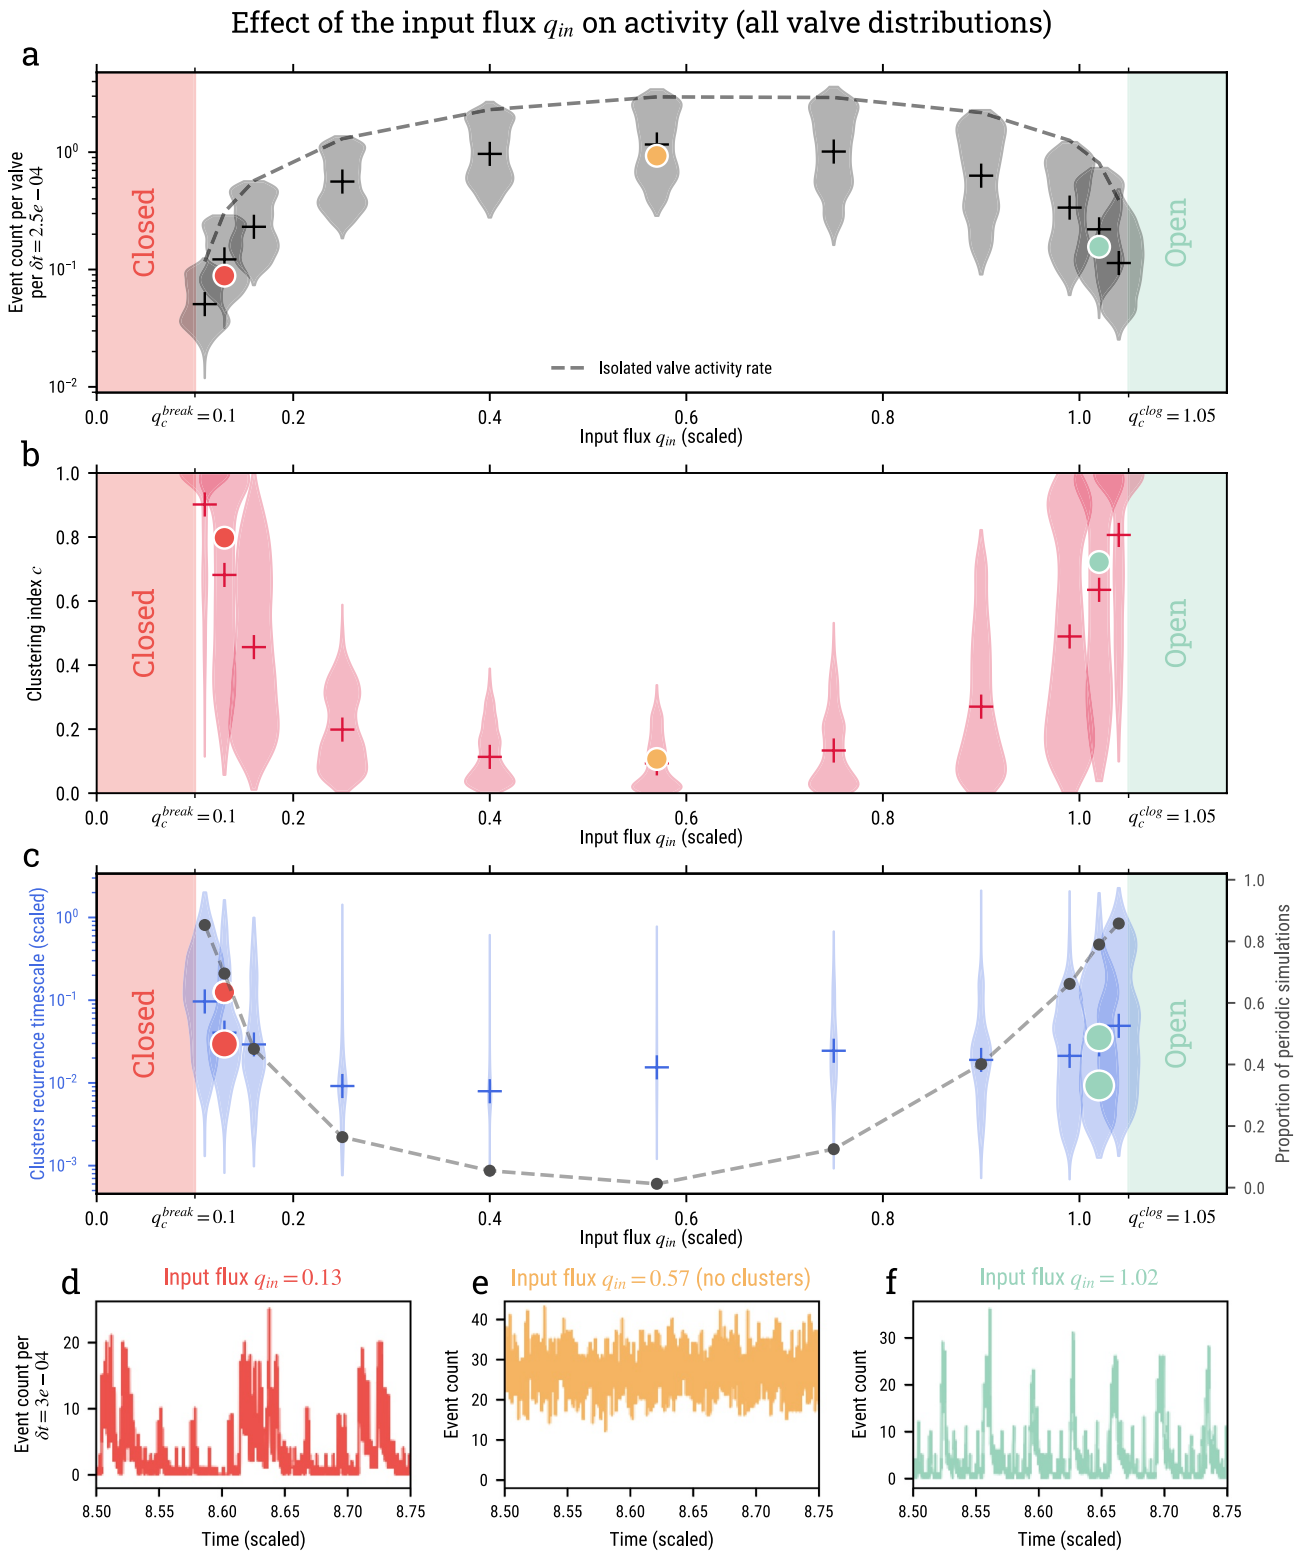 Effect of the input flux q_in on activity (all valve distributions)
a
Event count per valve
per δt = 2.5e − 04
10^0
10^−1
10^−2
Closed
Open
Isolated valve activity rate
0.0 0.2 0.4 0.6 0.8 1.0
q_c^break = 0.1 q_c^clog = 1.05
Input flux q_in (scaled)
b
Clustering index c
1.0
0.8
0.6
0.4
0.2
0.0
Closed
Open
0.0 0.2 0.4 0.6 0.8 1.0
q_c^break = 0.1 q_c^clog = 1.05
Input flux q_in (scaled)
c
Clusters recurrence timescale (scaled)
10^0
10^−1
10^−2
10^−3
Closed
Open
1.0
0.8
0.6
0.4
0.2
0.0
Proportion of periodic simulations
0.0 0.2 0.4 0.6 0.8 1.0
q_c^break = 0.1 q_c^clog = 1.05
Input flux q_in (scaled)
d
Input flux q_in = 0.13
Event count per
δt = 3e − 04
20
10
0
8.50 8.55 8.60 8.65 8.70 8.75
Time (scaled)
e
Input flux q_in = 0.57 (no clusters)
Event count
40
30
20
10
0
8.50 8.55 8.60 8.65 8.70 8.75
Time (scaled)
f
Input flux q_in = 1.02
Event count
30
20
10
0
8.50 8.55 8.60 8.65 8.70 8.75
Time (scaled)